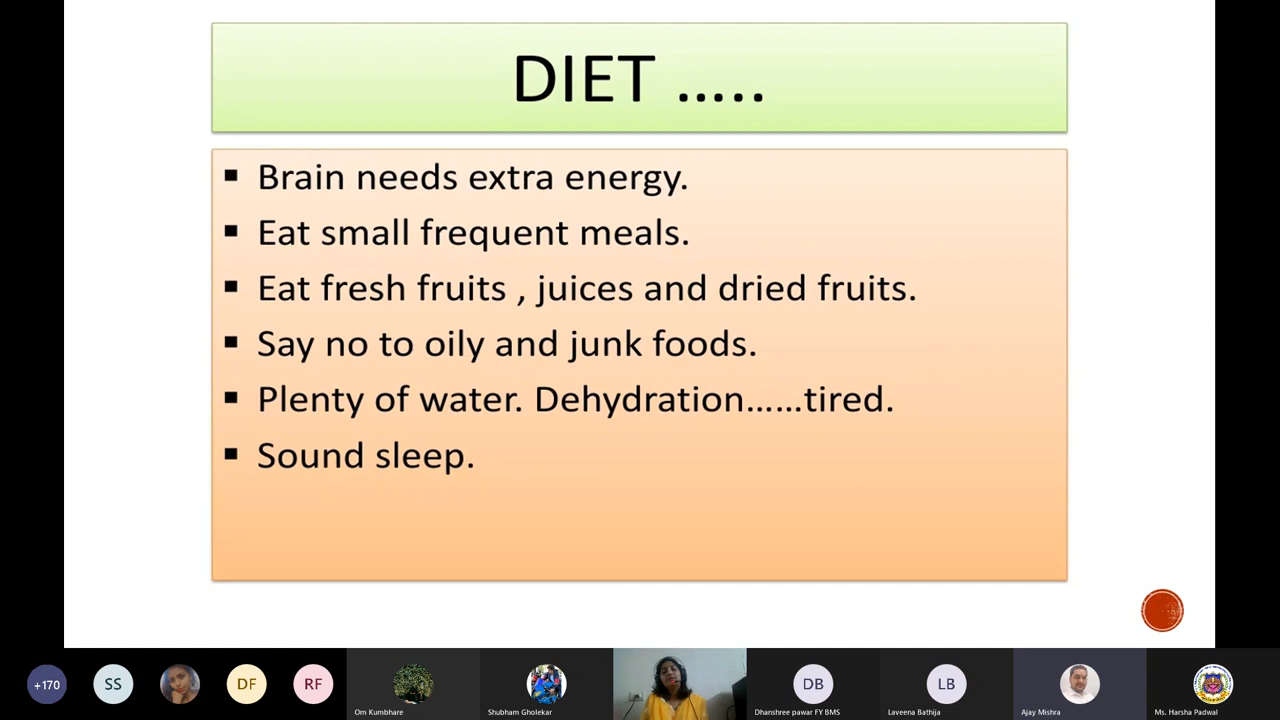 DIET .....
▪ Brain needs extra energy.
▪ Eat small frequent meals.
▪ Eat fresh fruits , juices and dried fruits.
▪ Say no to oily and junk foods.
▪ Plenty of water. Dehydration......tired.
▪ Sound sleep.
+170
SS
DF
RF
DB
LB
Om Kumbhare
Shubham Gholekar
Dhanshree pawar FY BMS
Laveena Bathija
Ajay Mishra
Ms. Harsha Padwal